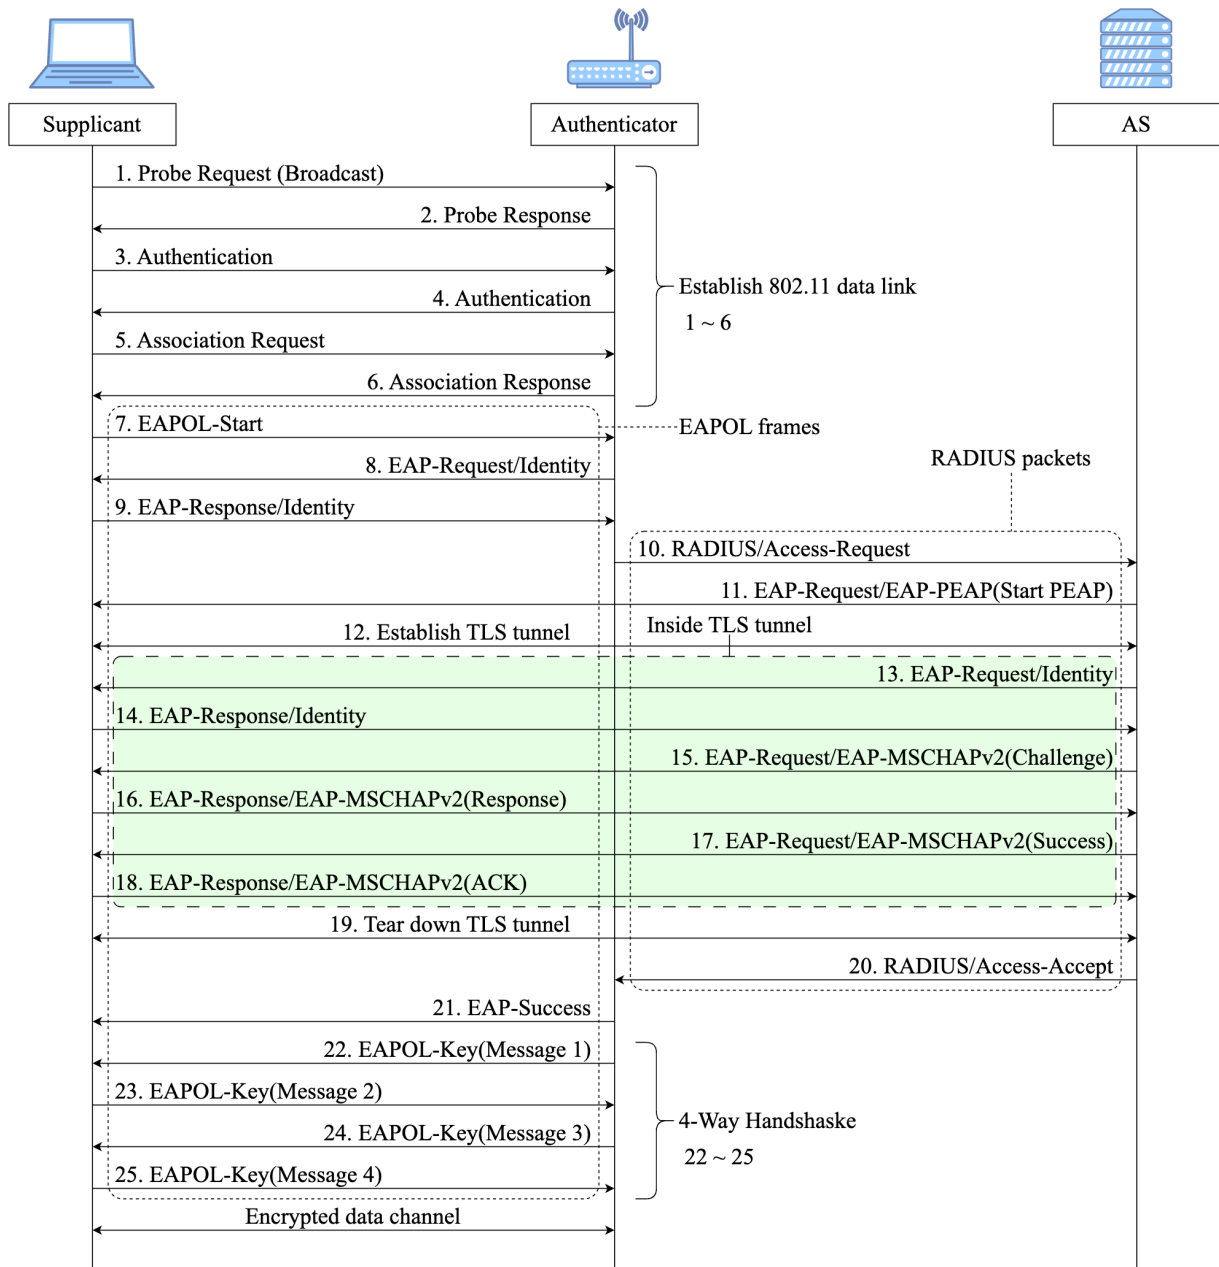 Supplicant
Authenticator
AS
1. Probe Request (Broadcast)
2. Probe Response
3. Authentication
4. Authentication
Establish 802.11 data link
1 ~ 6
5. Association Request
6. Association Response
7. EAPOL-Start
EAPOL frames
8. EAP-Request/Identity
RADIUS packets
9. EAP-Response/Identity
10. RADIUS/Access-Request
11. EAP-Request/EAP-PEAP(Start PEAP)
12. Establish TLS tunnel
Inside TLS tunnel
13. EAP-Request/Identity
14. EAP-Response/Identity
15. EAP-Request/EAP-MSCHAPv2(Challenge)
16. EAP-Response/EAP-MSCHAPv2(Response)
17. EAP-Request/EAP-MSCHAPv2(Success)
18. EAP-Response/EAP-MSCHAPv2(ACK)
19. Tear down TLS tunnel
20. RADIUS/Access-Accept
21. EAP-Success
22. EAPOL-Key(Message 1)
23. EAPOL-Key(Message 2)
24. EAPOL-Key(Message 3)
4-Way Handshaske
22 ~ 25
25. EAPOL-Key(Message 4)
Encrypted data channel